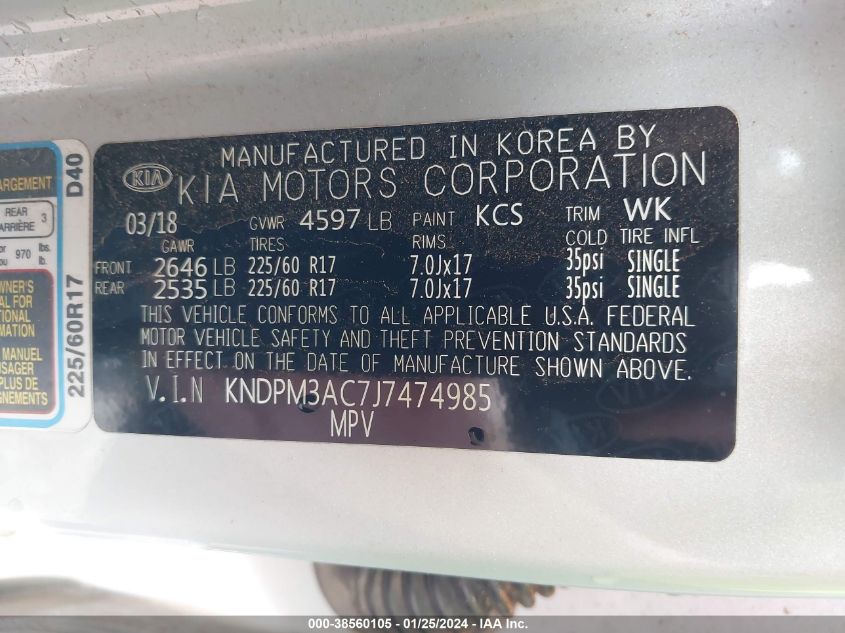 MANUFACTURED IN KOREA BY
KIA KIA MOTORS CORPORATION
03/18 GVWR 4597 LB PAINT KCS TRIM WK
GAWR TIRES RIMS COLD TIRE INFL
FRONT 2646 LB 225/60 R17 7.0Jx17 35psi SINGLE
REAR 2535 LB 225/60 R17 7.0Jx17 35psi SINGLE
THIS VEHICLE CONFORMS TO ALL APPLICABLE U.S.A. FEDERAL
MOTOR VEHICLE SAFETY AND THEFT PREVENTION STANDARDS
IN EFFECT ON THE DATE OF MANUFACTURE SHOWN ABOVE.
V.I.N KNDPM3AC7J7474985
MPV
ARGEMENT
REAR
ARRIÈRE 3
970 lbs.
lb.
WNER'S
AL FOR
TIONAL
RMATION
MANUEL
USAGER
PLUS DE
GNEMENTS
225/60R17 D40
000-38560105 - 01/25/2024 - IAA Inc.